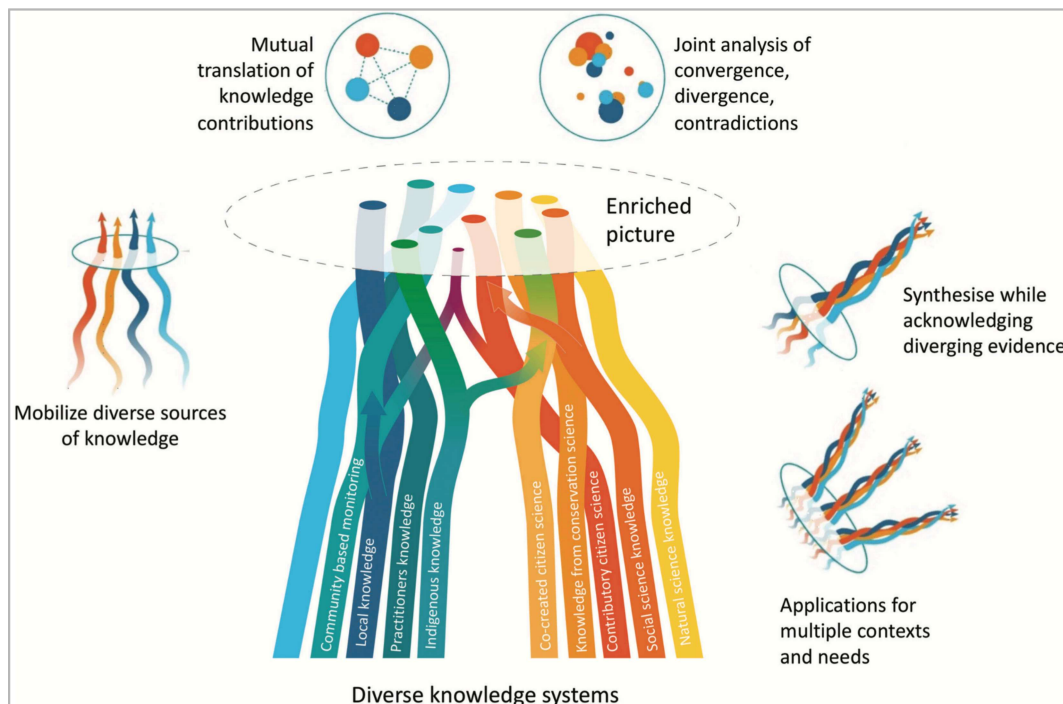 Mutual
translation of
knowledge
contributions
Joint analysis of
convergence,
divergence,
contradictions
Enriched
picture
Mobilize diverse sources
of knowledge
Synthesise while
acknowledging
diverging evidence
Applications for
multiple contexts
and needs
Community based monitoring
Local knowledge
Practitioners knowledge
Indigenous knowledge
Co-created citizen science
Knowledge from conservation science
Contributory citizen science
Social science knowledge
Natural science knowledge
Diverse knowledge systems